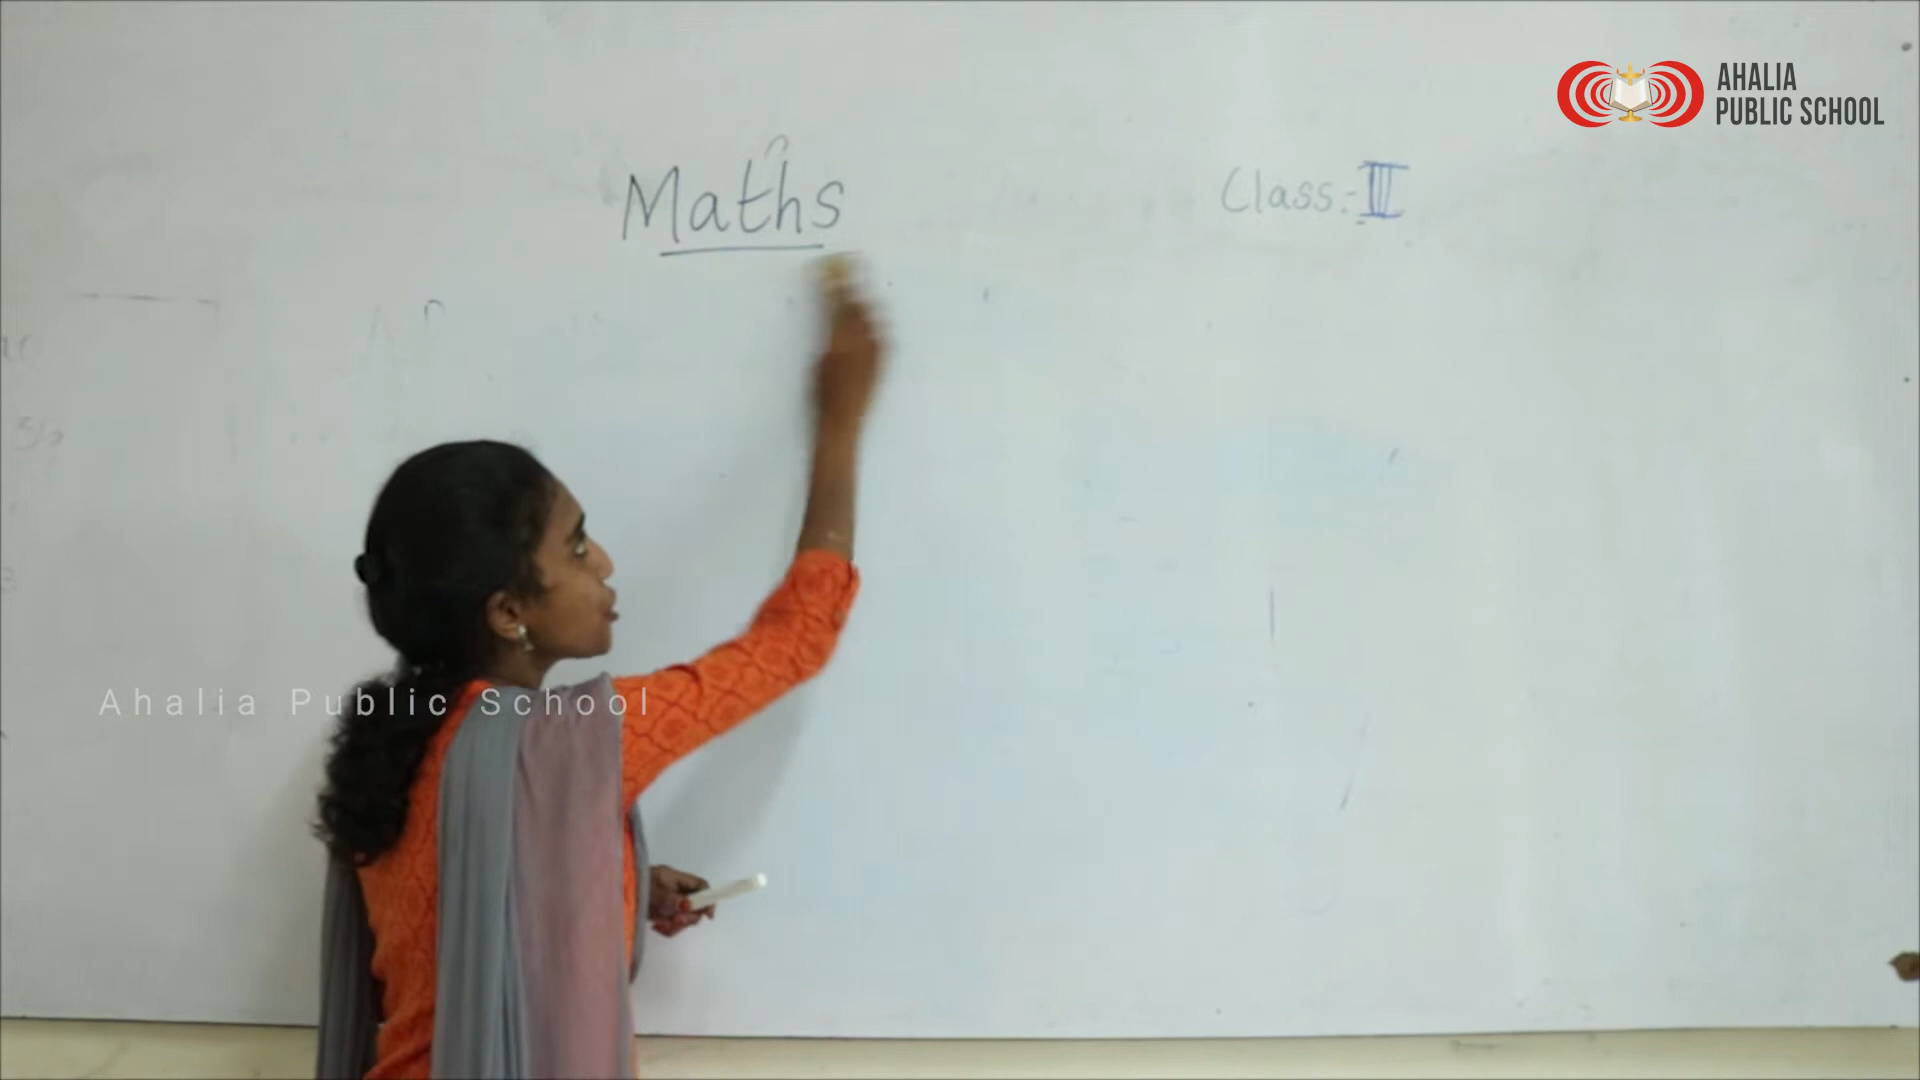 AHALIA
PUBLIC SCHOOL
Maths
Class:- III
Ahalia Public School